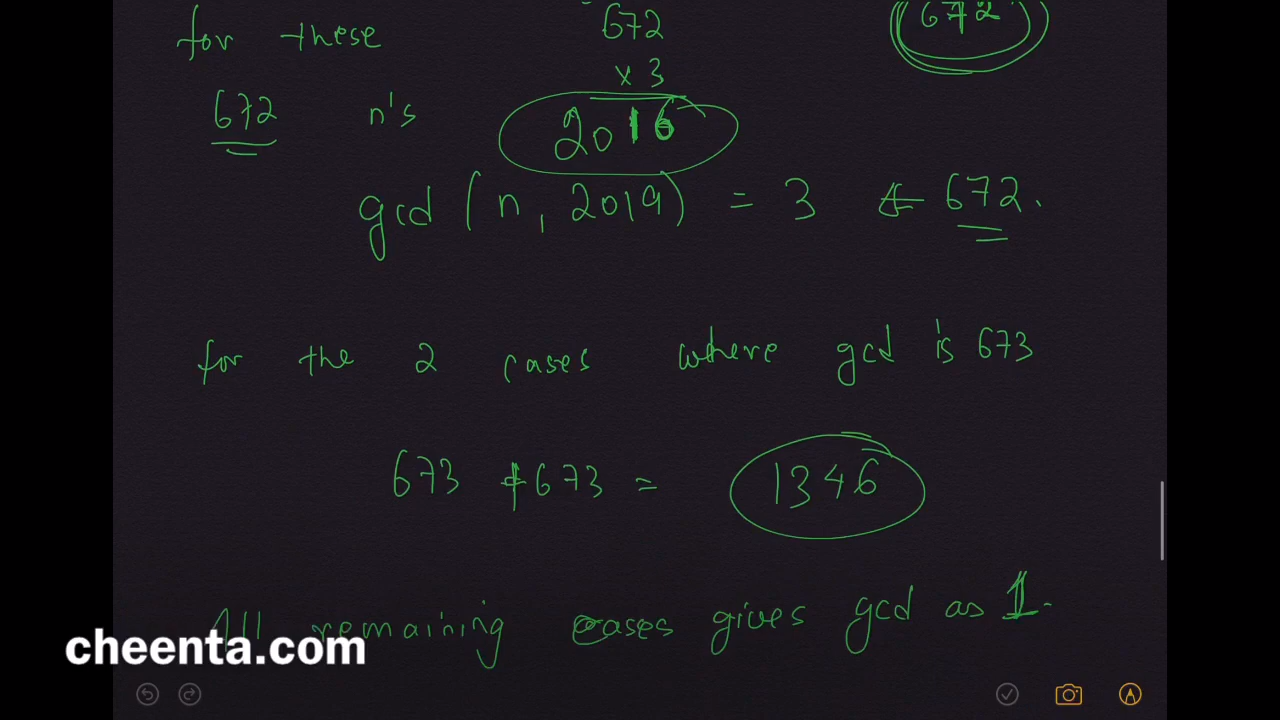 for these 672 672
x 3
672 n's 2016
gcd (n, 2019) = 3 ← 672.
for the 2 cases where gcd is 673
673 + 673 = 1346
All remaining cases gives gcd as 1.
cheenta.com